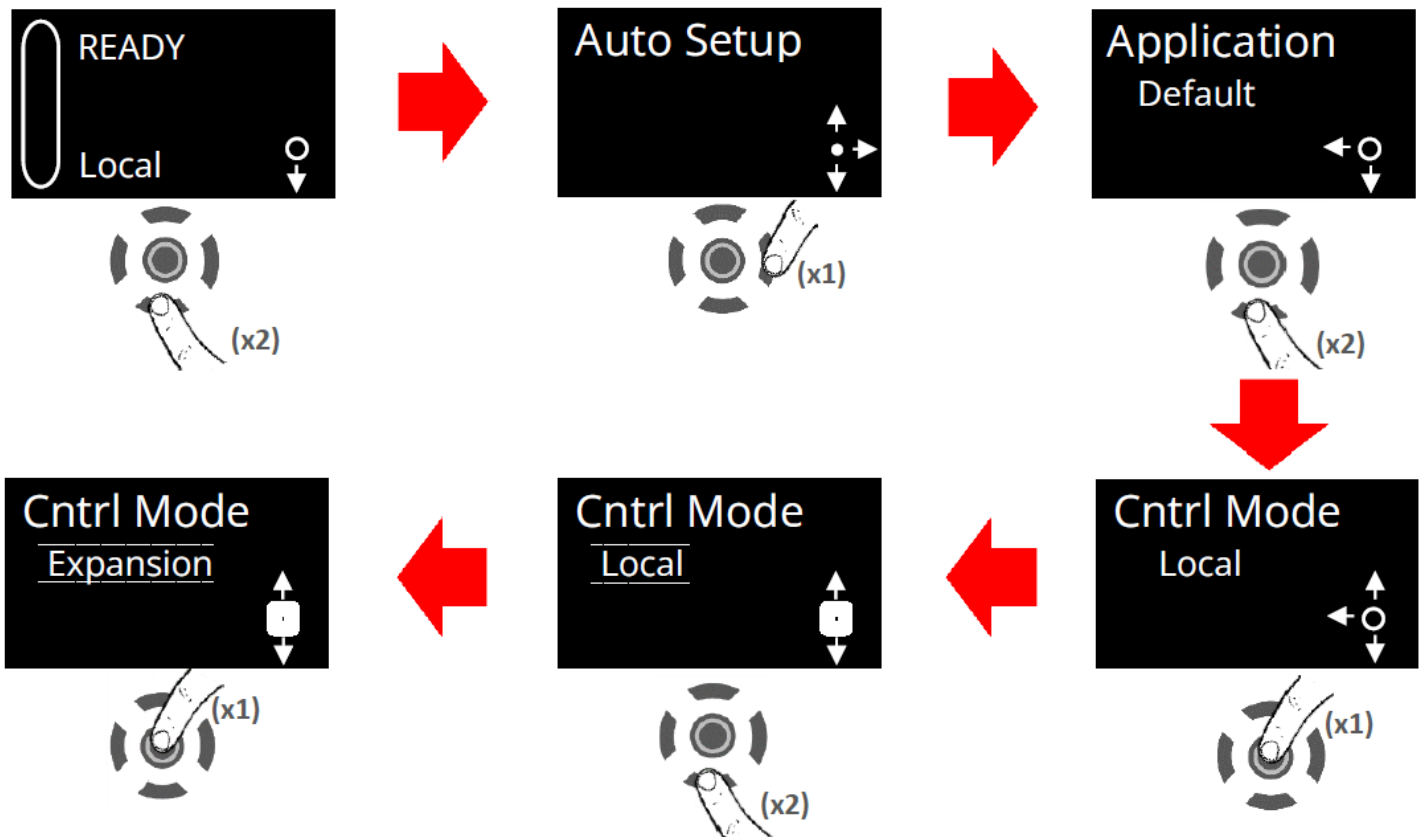 READY
Local
(x2)
Auto Setup
(x1)
Application
Default
(x2)
Cntrl Mode
Local
(x1)
Cntrl Mode
Local
(x2)
Cntrl Mode
Expansion
(x1)